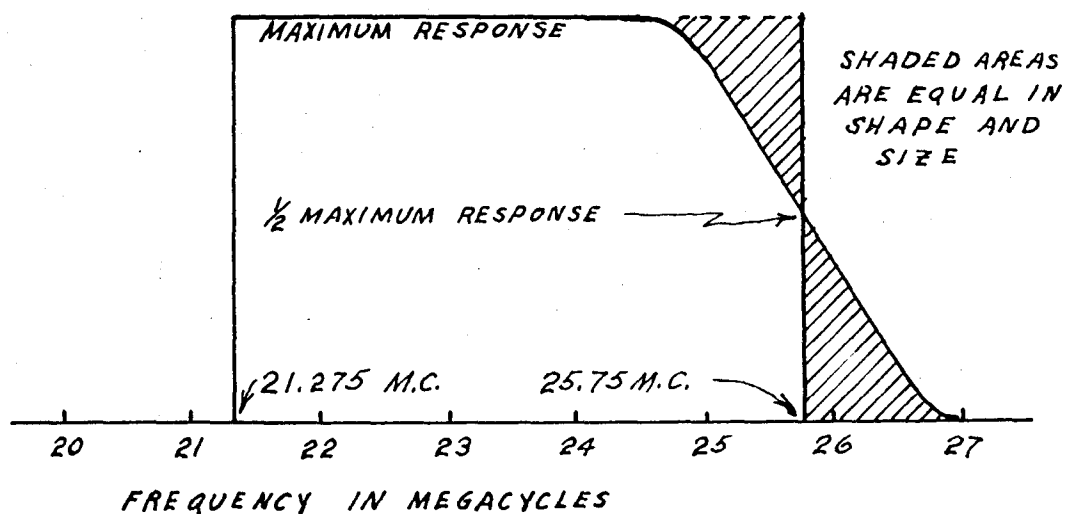 MAXIMUM RESPONSE
SHADED AREAS
ARE EQUAL IN
SHAPE AND
SIZE
1/2 MAXIMUM RESPONSE
21.275 M.C.
25.75 M.C.
20 21 22 23 24 25 26 27
FREQUENCY IN MEGACYCLES